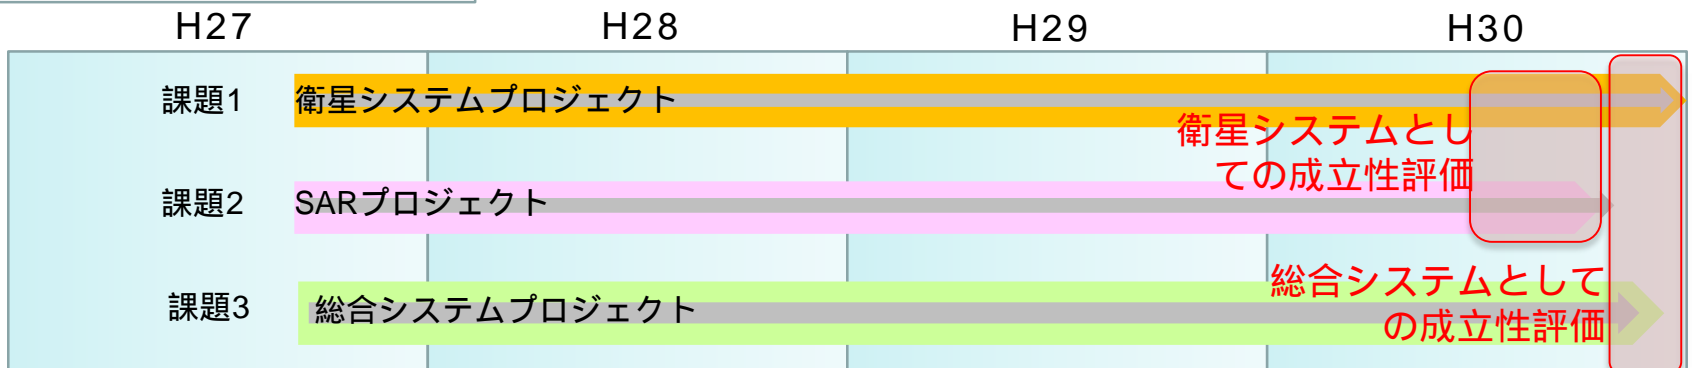 H27
H28
H29
H30
課題1
衛星システムプロジェクト
衛星システムとし
ての成立性評価
課題2
SARプロジェクト
課題3
総合システムプロジェクト
総合システムとして
の成立性評価